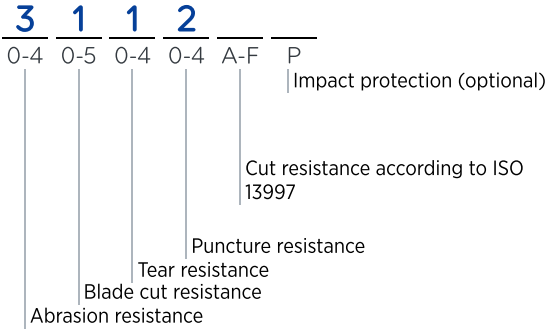 3 1 1 2
0-4 0-5 0-4 0-4 A-F P
Impact protection (optional)
Cut resistance according to ISO
13997
Puncture resistance
Tear resistance
Blade cut resistance
Abrasion resistance